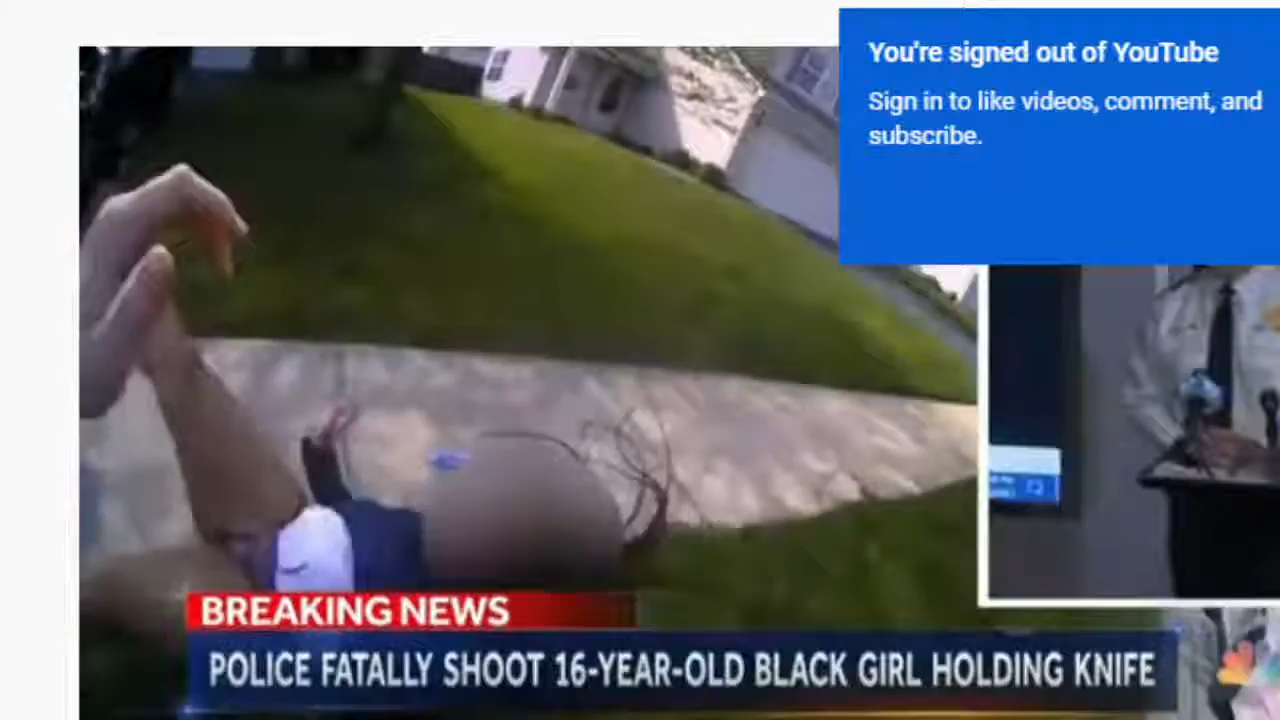 You're signed out of YouTube
Sign in to like videos, comment, and
subscribe.
BREAKING NEWS
POLICE FATALLY SHOOT 16-YEAR-OLD BLACK GIRL HOLDING KNIFE